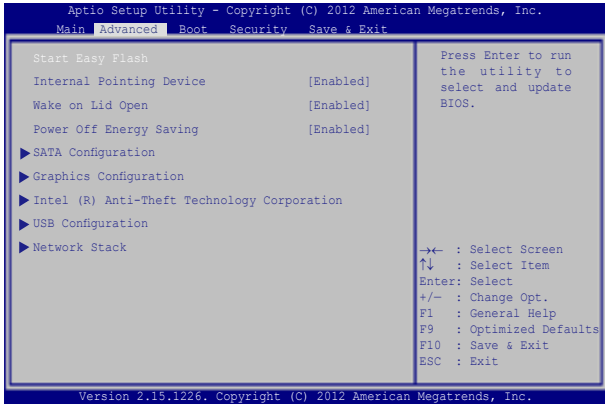 Aptio Setup Utility - Copyright (C) 2012 American Megatrends, Inc.
Main Advanced Boot Security Save & Exit
Start Easy Flash
Internal Pointing Device [Enabled]
Wake on Lid Open [Enabled]
Power Off Energy Saving [Enabled]
SATA Configuration
Graphics Configuration
Intel (R) Anti-Theft Technology Corporation
USB Configuration
Network Stack
Press Enter to run
the utility to
select and update
BIOS.
→← : Select Screen
↑↓ : Select Item
Enter: Select
+/— : Change Opt.
F1 : General Help
F9 : Optimized Defaults
F10 : Save & Exit
ESC : Exit
Version 2.15.1226. Copyright (C) 2012 American Megatrends, Inc.